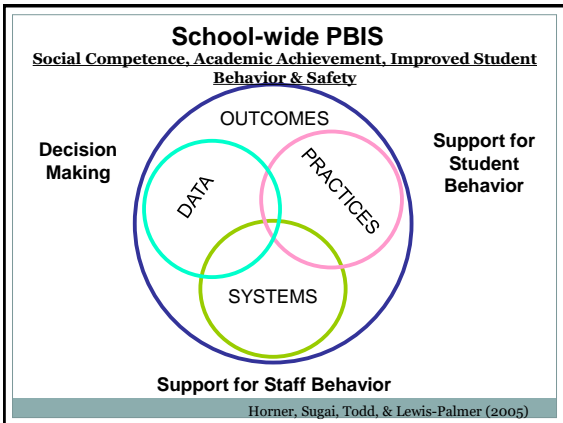 School-wide PBIS
Social Competence, Academic Achievement, Improved Student
Behavior & Safety
OUTCOMES
Decision
Making
Support for
Student
Behavior
DATA
PRACTICES
SYSTEMS
Support for Staff Behavior
Horner, Sugai, Todd, & Lewis-Palmer (2005)